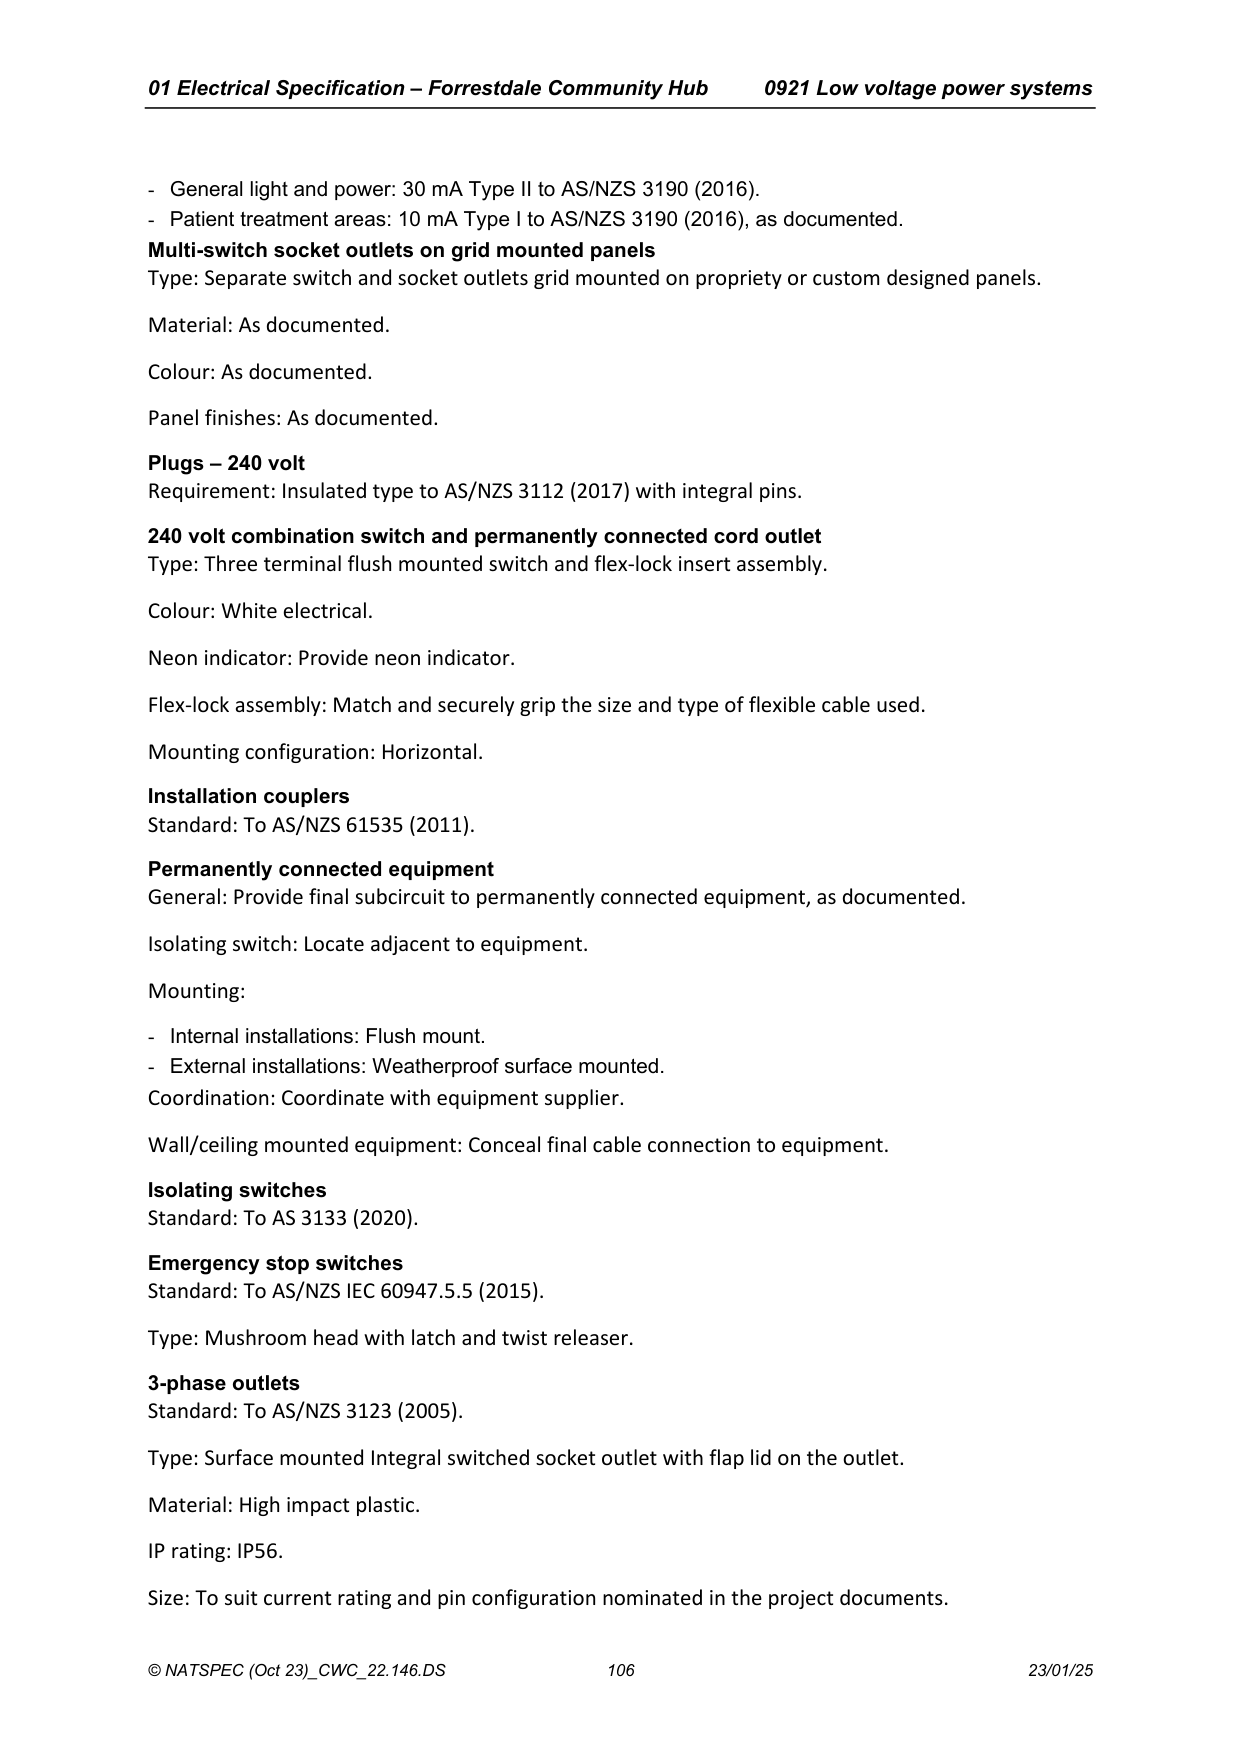 01 Electrical Specification – Forrestdale Community Hub 0921 Low voltage power systems
- General light and power: 30 mA Type II to AS/NZS 3190 (2016).
- Patient treatment areas: 10 mA Type I to AS/NZS 3190 (2016), as documented.
Multi-switch socket outlets on grid mounted panels
Type: Separate switch and socket outlets grid mounted on propriety or custom designed panels.
Material: As documented.
Colour: As documented.
Panel finishes: As documented.
Plugs – 240 volt
Requirement: Insulated type to AS/NZS 3112 (2017) with integral pins.
240 volt combination switch and permanently connected cord outlet
Type: Three terminal flush mounted switch and flex-lock insert assembly.
Colour: White electrical.
Neon indicator: Provide neon indicator.
Flex-lock assembly: Match and securely grip the size and type of flexible cable used.
Mounting configuration: Horizontal.
Installation couplers
Standard: To AS/NZS 61535 (2011).
Permanently connected equipment
General: Provide final subcircuit to permanently connected equipment, as documented.
Isolating switch: Locate adjacent to equipment.
Mounting:
- Internal installations: Flush mount.
- External installations: Weatherproof surface mounted.
Coordination: Coordinate with equipment supplier.
Wall/ceiling mounted equipment: Conceal final cable connection to equipment.
Isolating switches
Standard: To AS 3133 (2020).
Emergency stop switches
Standard: To AS/NZS IEC 60947.5.5 (2015).
Type: Mushroom head with latch and twist releaser.
3-phase outlets
Standard: To AS/NZS 3123 (2005).
Type: Surface mounted Integral switched socket outlet with flap lid on the outlet.
Material: High impact plastic.
IP rating: IP56.
Size: To suit current rating and pin configuration nominated in the project documents.
© NATSPEC (Oct 23)_CWC_22.146.DS 106 23/01/25